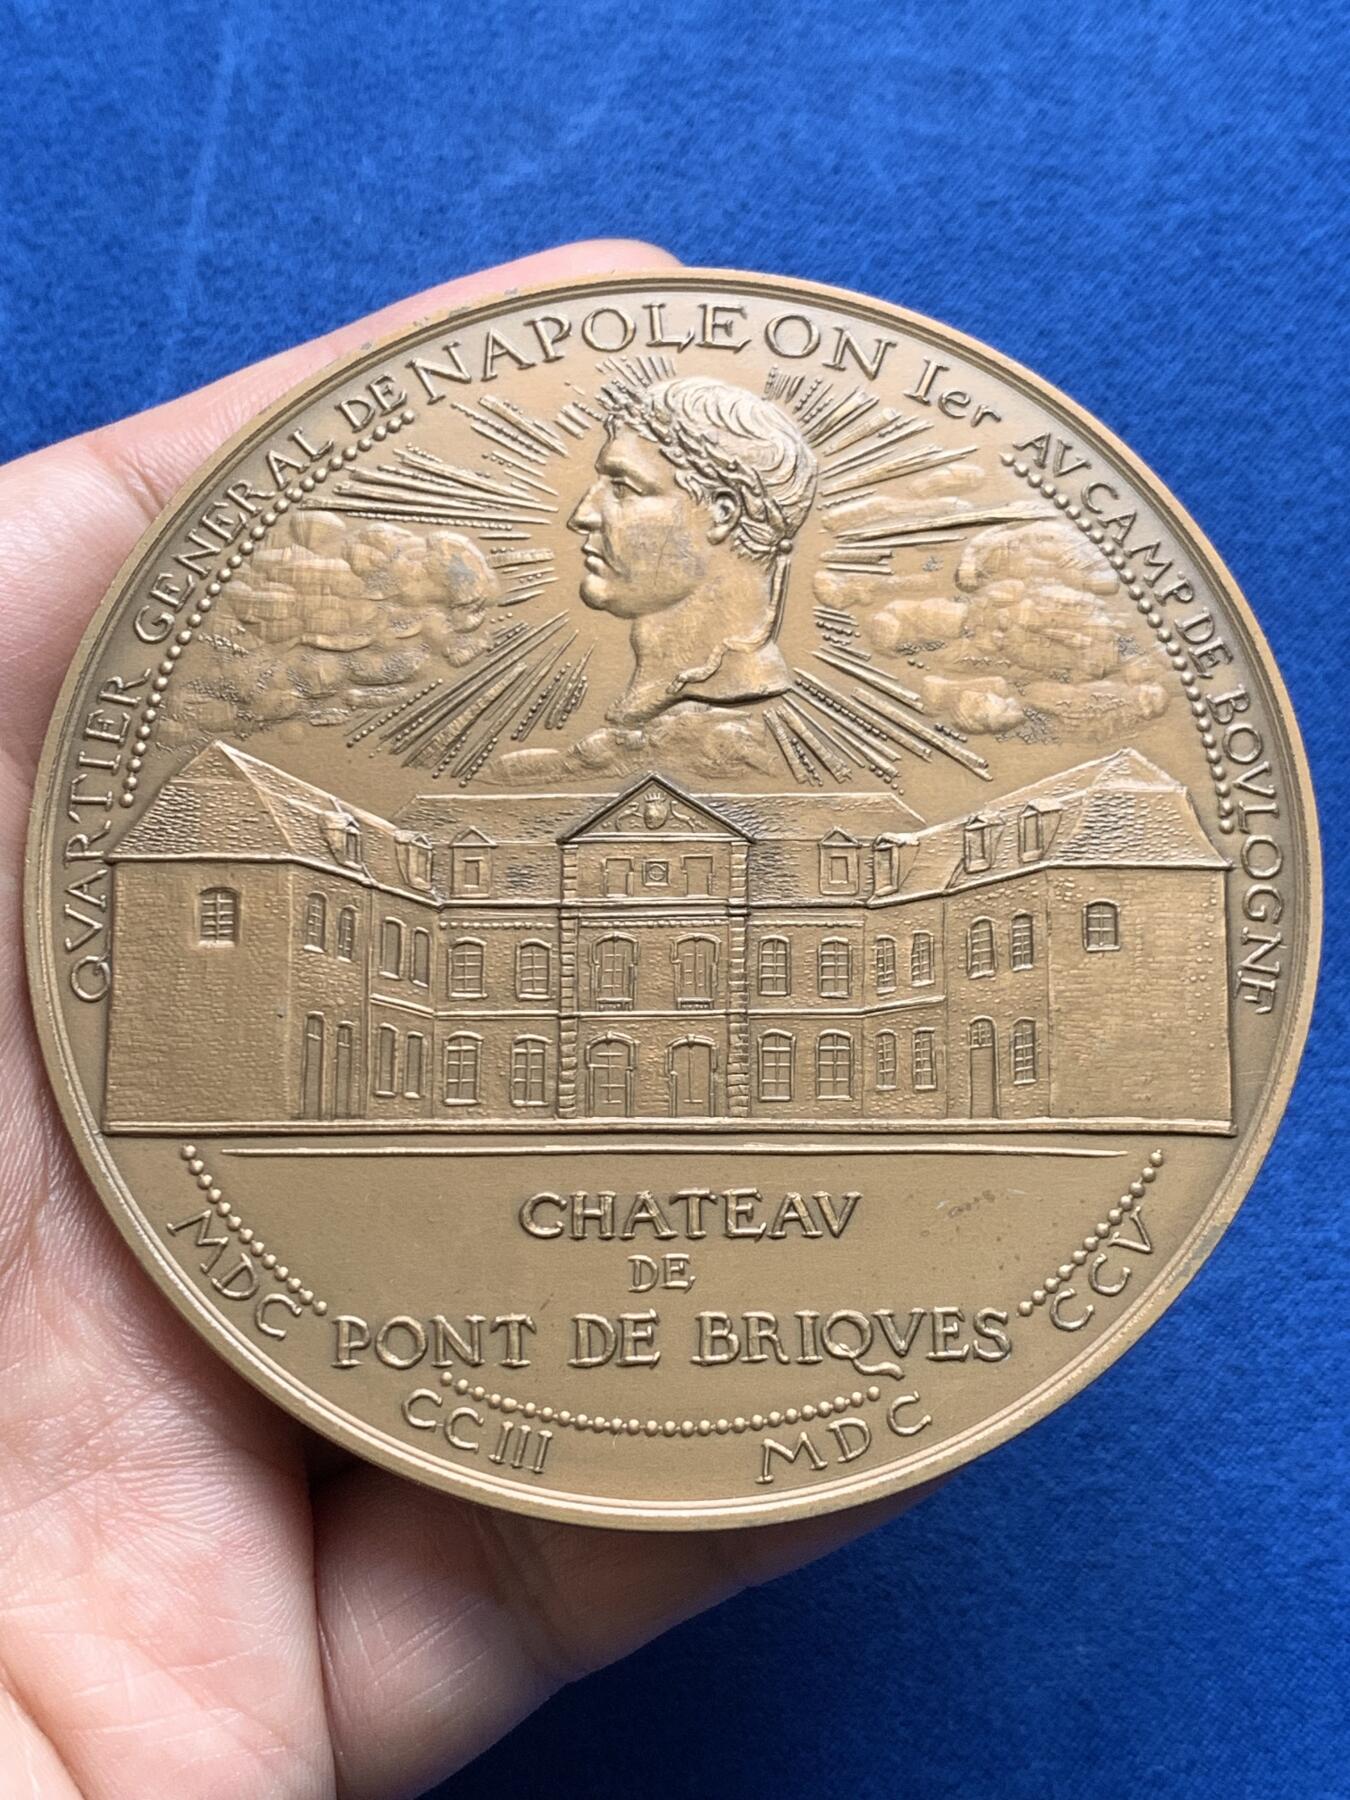 QVARTIER GENERAL DE NAPOLEON Ier AV CAMP DE BOVLOGNE
CHATEAV
DE
PONT DE BRIQVES
MDC CCIII MDC CCV